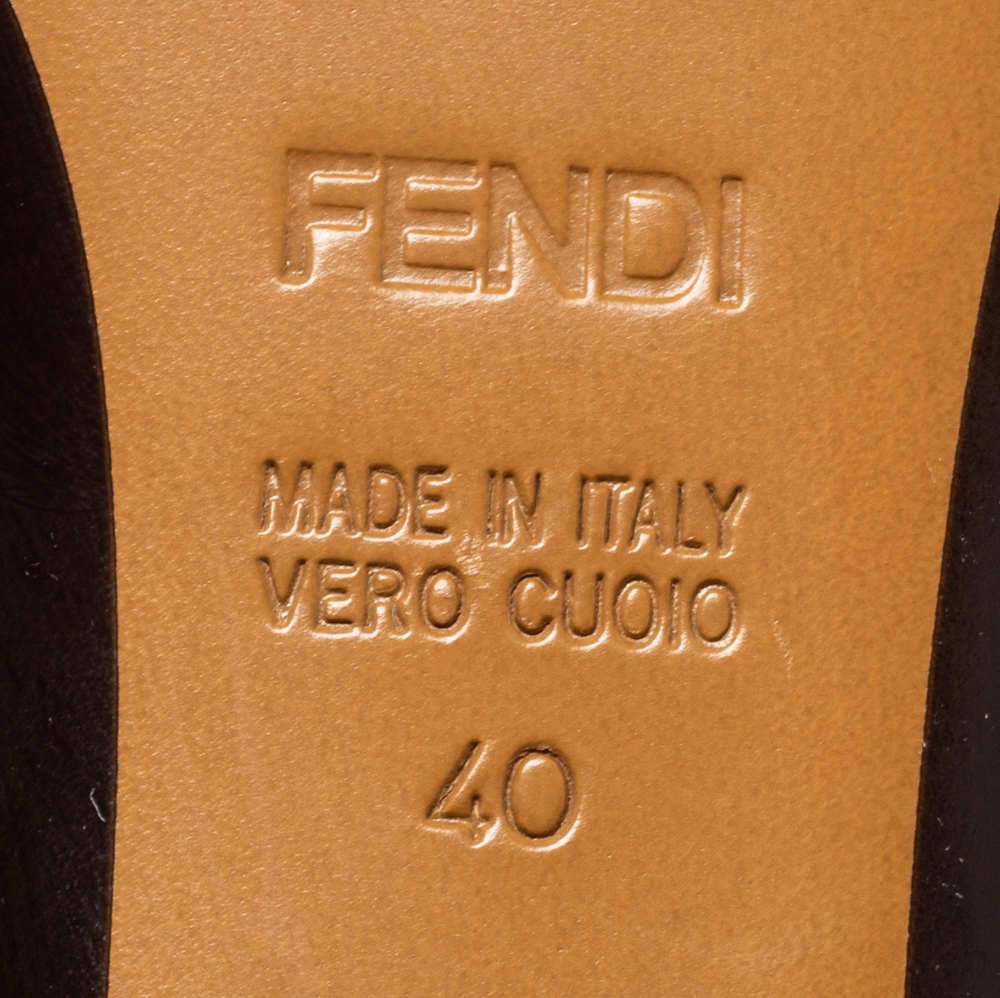 FENDI
MADE IN ITALY
VERO CUOIO
40